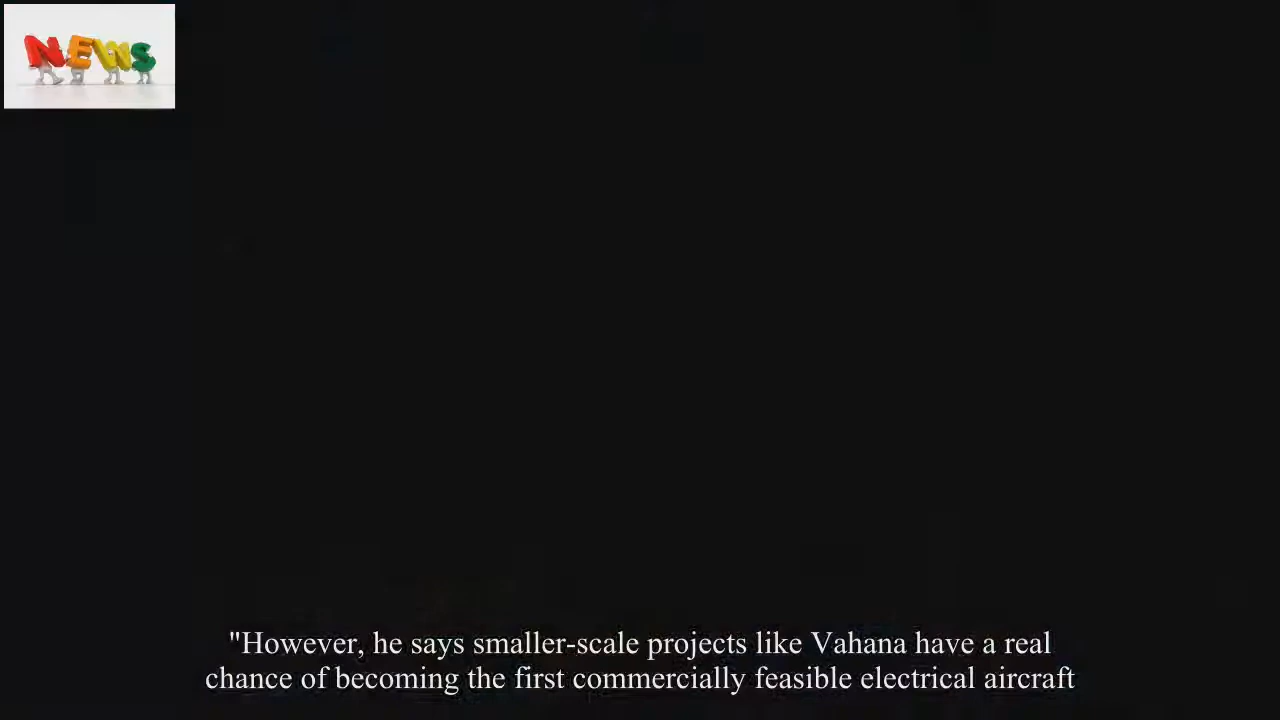 NEWS
"However, he says smaller-scale projects like Vahana have a real
chance of becoming the first commercially feasible electrical aircraft